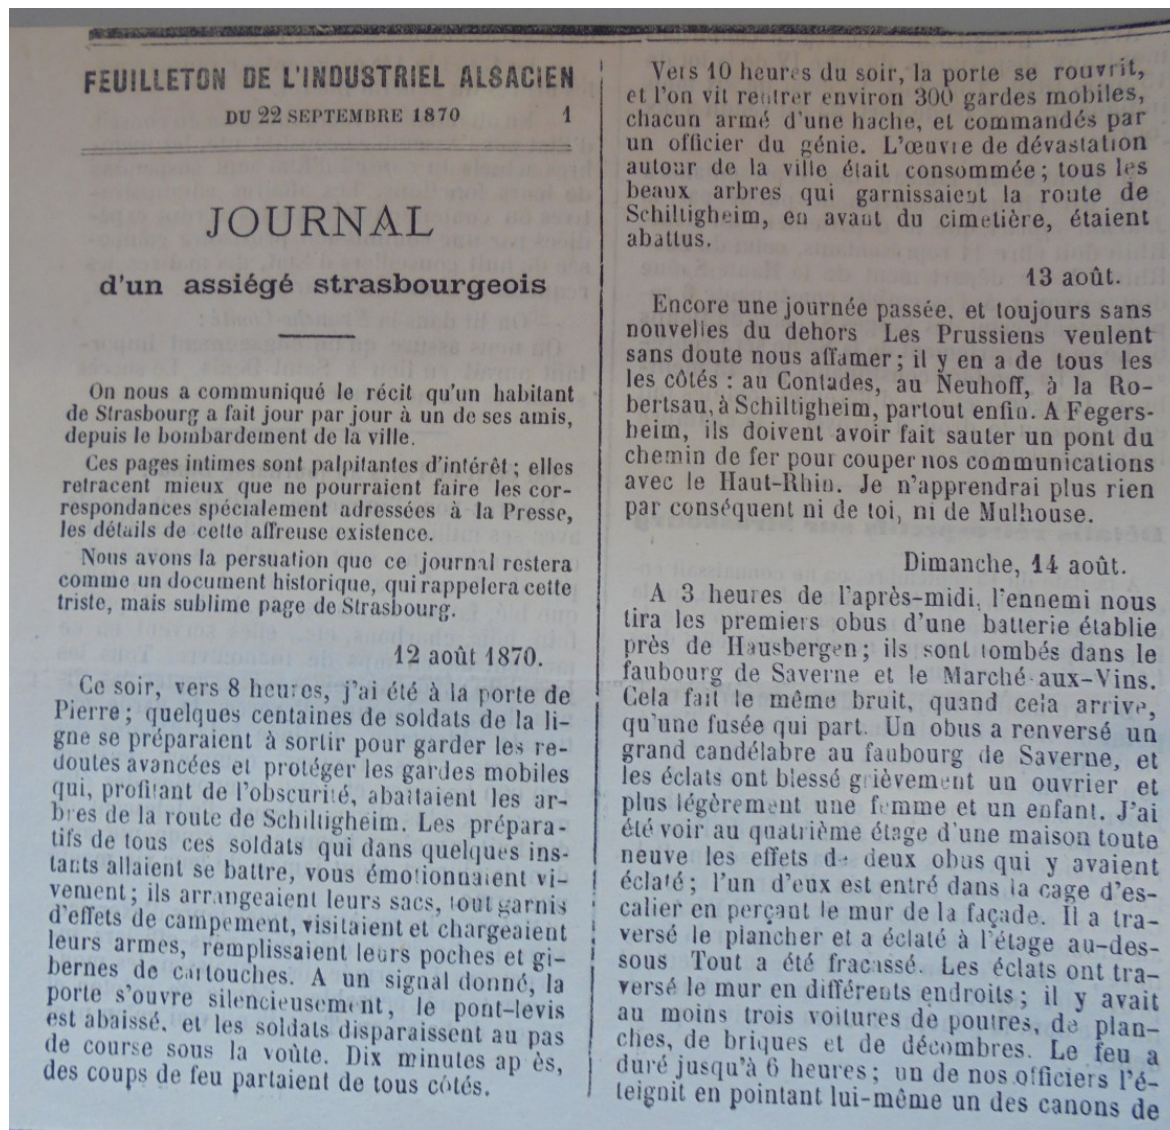 FEUILLETON DE L'INDUSTRIEL ALSACIEN
DU 22 SEPTEMBRE 1870 1
JOURNAL
d'un assiégé strasbourgeois
On nous a communiqué le récit qu'un habitant
de Strasbourg a fait jour par jour à un de ses amis,
depuis le bombardement de la ville.
Ces pages intimes sont palpitantes d'intérêt ; elles
retracent mieux que ne pourraient faire les cor-
respondances spécialement adressées à la Presse,
les détails de cette affreuse existence.
Nous avons la persuation que ce journal restera
comme un document historique, qui rappelera cette
triste, mais sublime page de Strasbourg.
12 août 1870.
Ce soir, vers 8 heures, j'ai été à la porte de
Pierre ; quelques centaines de soldats de la li-
gne se préparaient à sortir pour garder les re-
doutes avancées et protéger les gardes mobiles
qui, profitant de l'obscurité, abattaient les ar-
bres de la route de Schiltigheim. Les prépara-
tifs de tous ces soldats qui dans quelques ins-
tants allaient se battre, vous émotionnaient vi-
vement ; ils arrangeaient leurs sacs, tout garnis
d'effets de campement, visitaient et chargeaient
leurs armes, remplissaient leurs poches et gi-
bernes de cartouches. A un signal donné, la
porte s'ouvre silencieusement, le pont-levis
est abaissé, et les soldats disparaissent au pas
de course sous la voûte. Dix minutes ap ès,
des coups de feu partaient de tous côtés.
Vers 10 heures du soir, la porte se rouvrit,
et l'on vit rentrer environ 300 gardes mobiles,
chacun armé d'une hache, et commandés par
un officier du génie. L'œuvre de dévastation
autour de la ville était consommée ; tous les
beaux arbres qui garnissaient la route de
Schiltigheim, en avant du cimetière, étaient
abattus.
13 août.
Encore une journée passée, et toujours sans
nouvelles du dehors Les Prussiens veulent
sans doute nous affamer ; il y en a de tous les
les côtés : au Contades, au Neuhoff, à la Ro-
bertsau, à Schiltigheim, partout enfin. A Fegers-
heim, ils doivent avoir fait sauter un pont du
chemin de fer pour couper nos communications
avec le Haut-Rhin. Je n'apprendrai plus rien
par conséquent ni de toi, ni de Mulhouse.
Dimanche, 14 août.
A 3 heures de l'après-midi, l'ennemi nous
tira les premiers obus d'une batterie établie
près de Hausbergen ; ils sont tombés dans le
faubourg de Saverne et le Marché-aux-Vins.
Cela fait le même bruit, quand cela arrive,
qu'une fusée qui part. Un obus a renversé un
grand candélabre au faubourg de Saverne, et
les éclats ont blessé grièvement un ouvrier et
plus légèrement une femme et un enfant. J'ai
été voir au quatrième étage d'une maison toute
neuve les effets de deux obus qui y avaient
éclaté ; l'un d'eux est entré dans la cage d'es-
calier en perçant le mur de la façade. Il a tra-
versé le plancher et a éclaté à l'étage au-des-
sous Tout a été fracassé. Les éclats ont tra-
versé le mur en différents endroits ; il y avait
au moins trois voitures de poutres, de plan-
ches, de briques et de décombres. Le feu a
duré jusqu'à 6 heures ; un de nos officiers l'é-
teignit en pointant lui-même un des canons de